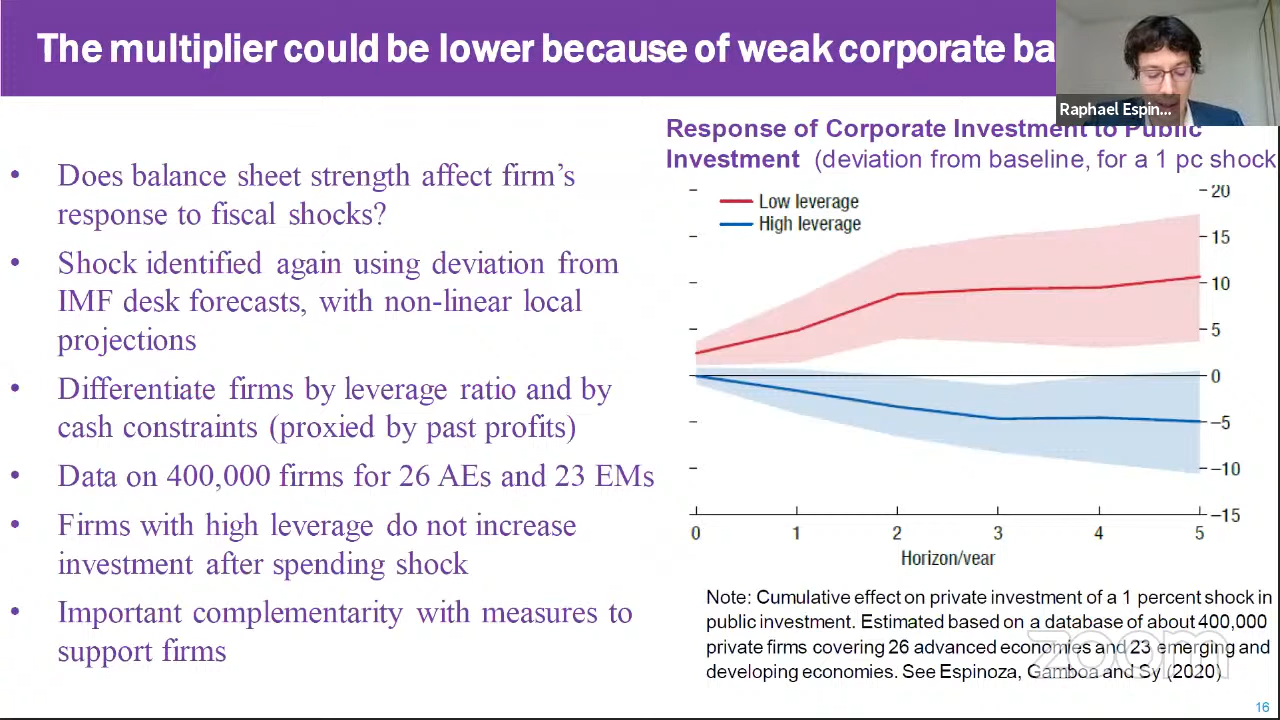 The multiplier could be lower because of weak corporate ba
Raphael Espin...
• Does balance sheet strength affect firm's
response to fiscal shocks?
• Shock identified again using deviation from
IMF desk forecasts, with non-linear local
projections
• Differentiate firms by leverage ratio and by
cash constraints (proxied by past profits)
• Data on 400,000 firms for 26 AEs and 23 EMs
• Firms with high leverage do not increase
investment after spending shock
• Important complementarity with measures to
support firms
Response of Corporate Investment to Public
Investment (deviation from baseline, for a 1 pc shock
Low leverage
High leverage
20
15
10
5
0
–5
–10
–15
0 1 2 3 4 5
Horizon/year
Note: Cumulative effect on private investment of a 1 percent shock in
public investment. Estimated based on a database of about 400,000
private firms covering 26 advanced economies and 23 emerging and
developing economies. See Espinoza, Gamboa and Sy (2020)
zoom
16